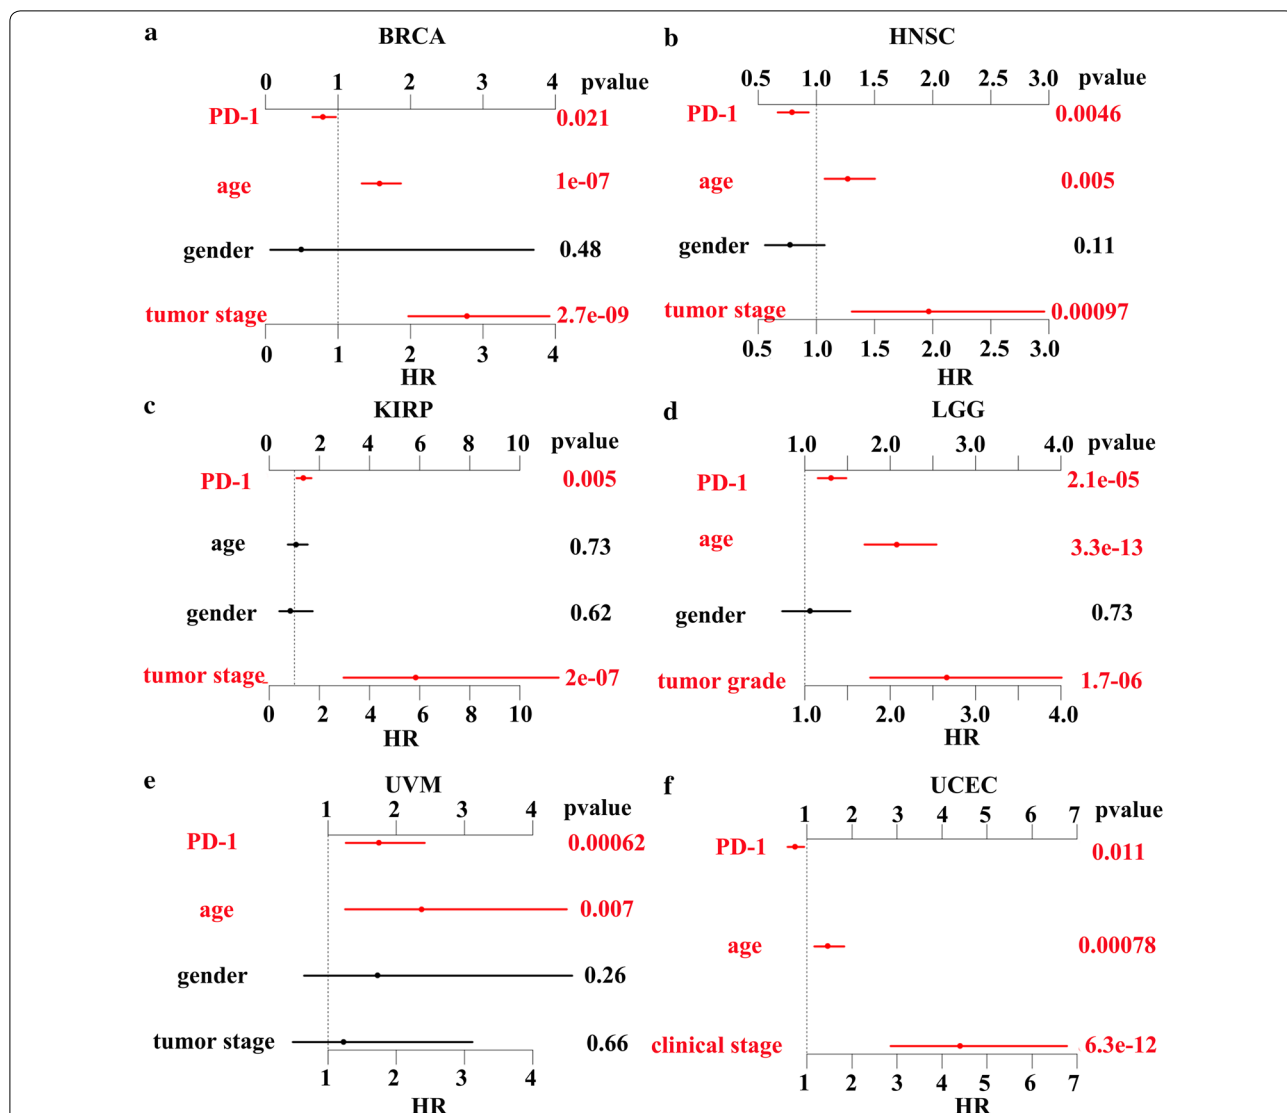 a
BRCA
0 1 2 3 4 pvalue
PD-1 0.021
age 1e-07
gender 0.48
tumor stage 2.7e-09
0 1 2 3 4
HR
b
HNSC
0.5 1.0 1.5 2.0 2.5 3.0 pvalue
PD-1 0.0046
age 0.005
gender 0.11
tumor stage 0.00097
0.5 1.0 1.5 2.0 2.5 3.0
HR
c
KIRP
0 2 4 6 8 10 pvalue
PD-1 0.005
age 0.73
gender 0.62
tumor stage 2e-07
0 2 4 6 8 10
HR
d
LGG
1.0 2.0 3.0 4.0 pvalue
PD-1 2.1e-05
age 3.3e-13
gender 0.73
tumor grade 1.7-06
1.0 2.0 3.0 4.0
HR
e
UVM
1 2 3 4 pvalue
PD-1 0.00062
age 0.007
gender 0.26
tumor stage 0.66
1 2 3 4
HR
f
UCEC
1 2 3 4 5 6 7 pvalue
PD-1 0.011
age 0.00078
clinical stage 6.3e-12
1 2 3 4 5 6 7
HR